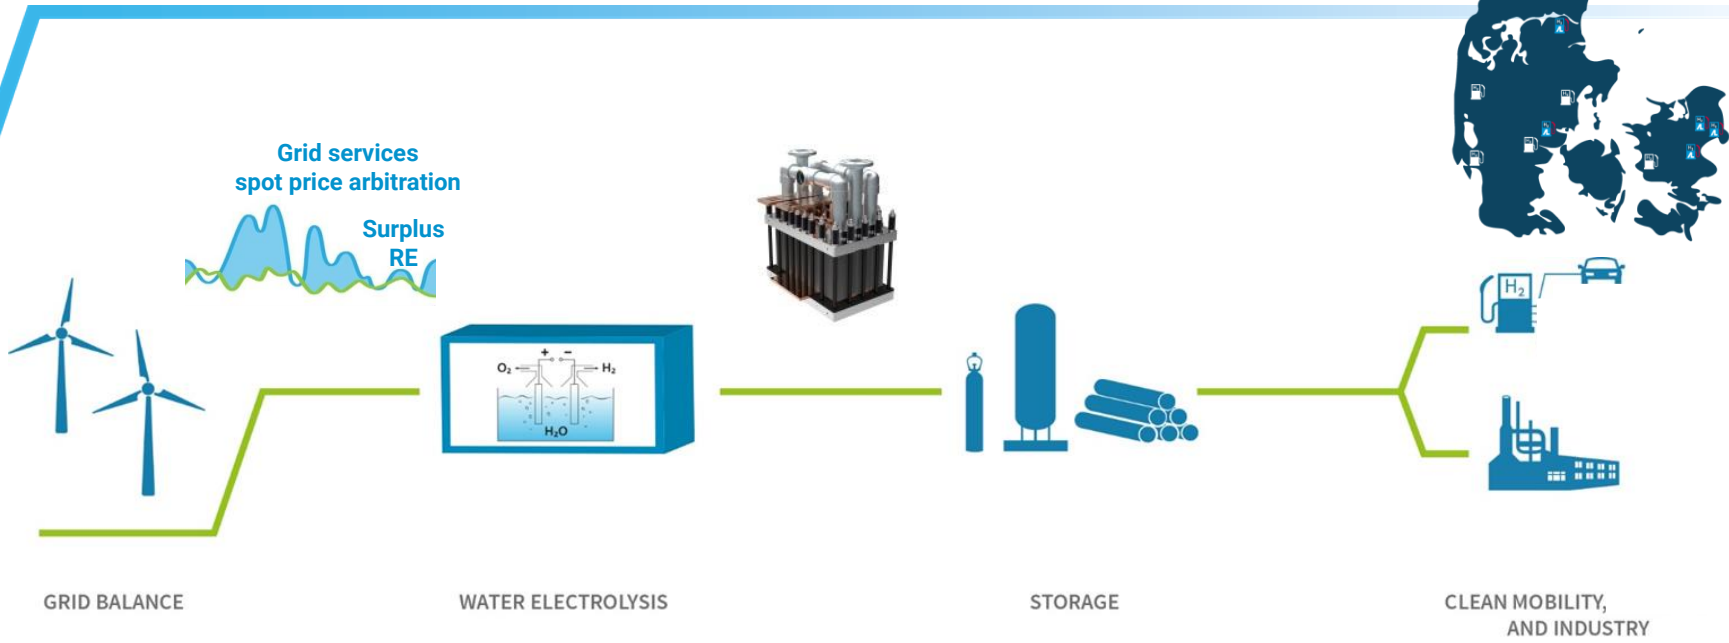 Grid services
spot price arbitration
Surplus
RE
+ −
O₂
H₂
H₂O
H₂
GRID BALANCE
WATER ELECTROLYSIS
STORAGE
CLEAN MOBILITY,
AND INDUSTRY